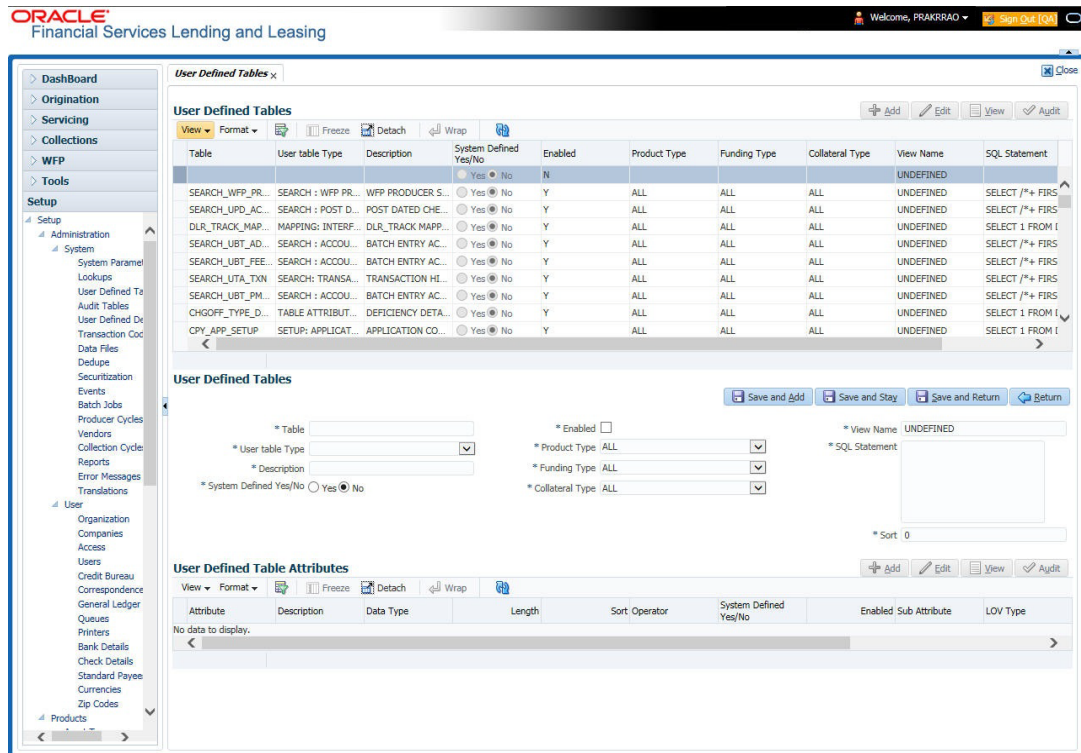 ORACLE
Financial Services Lending and Leasing
Welcome, PRAKRRAO
Sign Out [QA]
DashBoard
Origination
Servicing
Collections
WFP
Tools
Setup
Setup
Administration
System
System Paramet
Lookups
User Defined Ta
Audit Tables
User Defined De
Transaction Cod
Data Files
Dedupe
Securitization
Events
Batch Jobs
Producer Cycles
Vendors
Collection Cycle
Reports
Error Messages
Translations
User
Organization
Companies
Access
Users
Credit Bureau
Correspondence
General Ledger
Queues
Printers
Bank Details
Check Details
Standard Payee
Currencies
Zip Codes
Products
User Defined Tables x
Close
User Defined Tables
Add Edit View Audit
View Format Freeze Detach Wrap
Table User table Type Description System Defined Yes/No Enabled Product Type Funding Type Collateral Type View Name SQL Statement
Yes No N UNDEFINED
SEARCH_WFP_PR... SEARCH : WFP PR... WFP PRODUCER S... Yes No Y ALL ALL ALL UNDEFINED SELECT /*+ FIRS
SEARCH_UPD_AC... SEARCH : POST D... POST DATED CHE... Yes No Y ALL ALL ALL UNDEFINED SELECT /*+ FIRS
DLR_TRACK_MAP... MAPPING: INTERF... DLR_TRACK MAPP... Yes No Y ALL ALL ALL UNDEFINED SELECT 1 FROM
SEARCH_UBT_AD... SEARCH : ACCOU... BATCH ENTRY AC... Yes No Y ALL ALL ALL UNDEFINED SELECT /*+ FIRS
SEARCH_UBT_FEE... SEARCH : ACCOU... BATCH ENTRY AC... Yes No Y ALL ALL ALL UNDEFINED SELECT /*+ FIRS
SEARCH_UTA_TXN SEARCH: TRANSA... TRANSACTION HI... Yes No Y ALL ALL ALL UNDEFINED SELECT /*+ FIRS
SEARCH_UBT_PM... SEARCH : ACCOU... BATCH ENTRY AC... Yes No Y ALL ALL ALL UNDEFINED SELECT /*+ FIRS
CHGOFF_TYPE_D... TABLE ATTRIBUT... DEFICIENCY DETA... Yes No Y ALL ALL ALL UNDEFINED SELECT 1 FROM
CPY_APP_SETUP SETUP: APPLICAT... APPLICATION CO... Yes No Y ALL ALL ALL UNDEFINED SELECT 1 FROM
User Defined Tables
Save and Add Save and Stay Save and Return Return
* Table
* User table Type
* Description
* System Defined Yes/No Yes No
* Enabled
* Product Type ALL
* Funding Type ALL
* Collateral Type ALL
* View Name UNDEFINED
* SQL Statement
* Sort 0
User Defined Table Attributes
Add Edit View Audit
View Format Freeze Detach Wrap
Attribute Description Data Type Length Sort Operator System Defined Yes/No Enabled Sub Attribute LOV Type
No data to display.